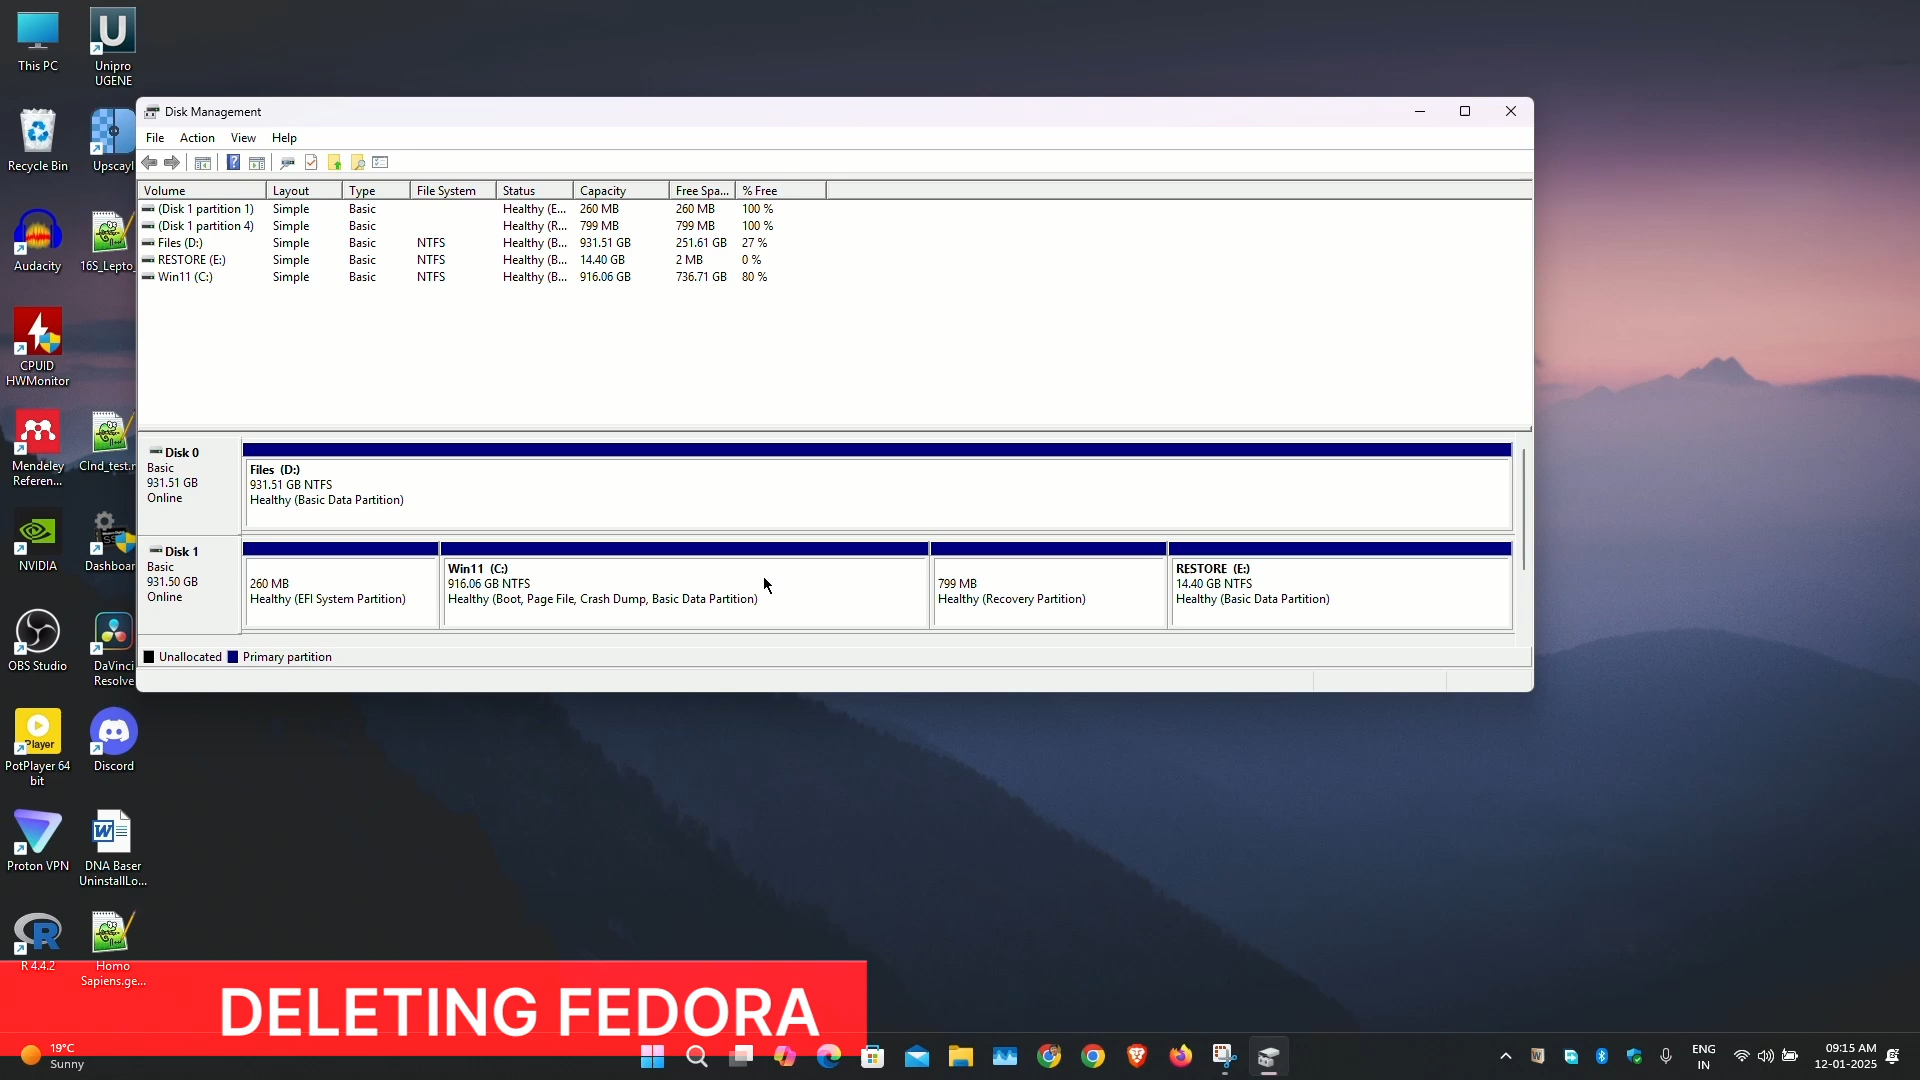 This PC
Unipro
UGENE
Recycle Bin
Upscayl
Audacity
16S_Lepto_
CPUID
HWMonitor
Mendeley
Referen...
Clnd_test.r
NVIDIA
Dashboar
OBS Studio
DaVinci
Resolve
Player
PotPlayer 64
bit
Discord
Proton VPN
DNA Baser
UninstallLo...
R 4.4.2
Homo
Sapiens.ge...
Disk Management
File Action View Help
Volume Layout Type File System Status Capacity Free Spa... % Free
(Disk 1 partition 1) Simple Basic Healthy (E... 260 MB 260 MB 100 %
(Disk 1 partition 4) Simple Basic Healthy (R... 799 MB 799 MB 100 %
Files (D:) Simple Basic NTFS Healthy (B... 931.51 GB 251.61 GB 27 %
RESTORE (E:) Simple Basic NTFS Healthy (B... 14.40 GB 2 MB 0 %
Win11 (C:) Simple Basic NTFS Healthy (B... 916.06 GB 736.71 GB 80 %
Disk 0
Basic
931.51 GB
Online
Files (D:)
931.51 GB NTFS
Healthy (Basic Data Partition)
Disk 1
Basic
931.50 GB
Online
260 MB
Healthy (EFI System Partition)
Win11 (C:)
916.06 GB NTFS
Healthy (Boot, Page File, Crash Dump, Basic Data Partition)
799 MB
Healthy (Recovery Partition)
RESTORE (E:)
14.40 GB NTFS
Healthy (Basic Data Partition)
Unallocated Primary partition
DELETING FEDORA
19°C
Sunny
ENG
IN
09:15 AM
12-01-2025